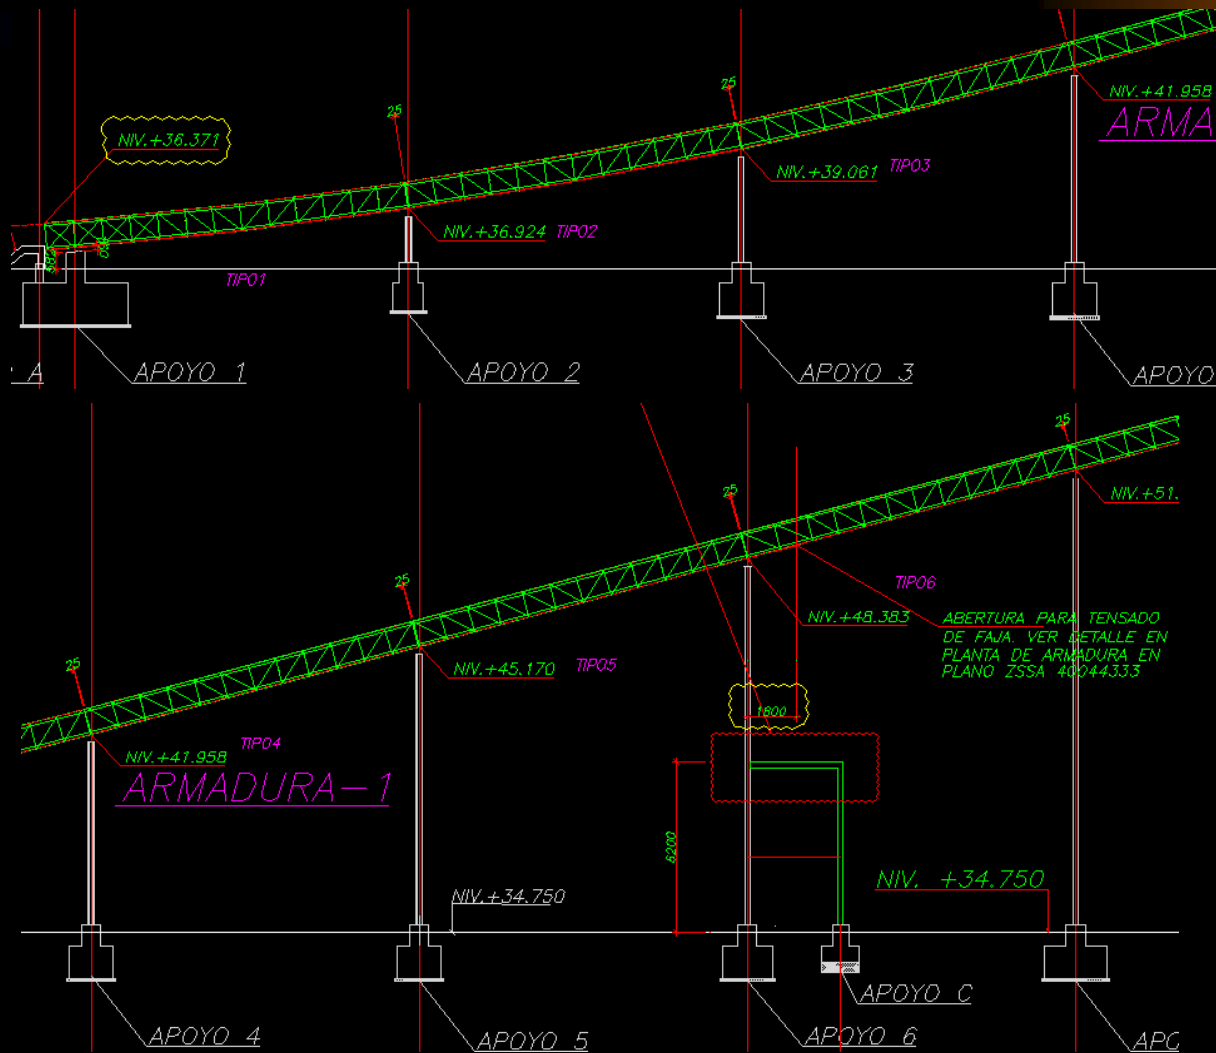 NIV.+36.371
25
25
NIV.+41.958
ARMA
NIV.+39.061 TIPO3
NIV.+36.924 TIPO2
TIPO1
A
APOYO 1
APOYO 2
APOYO 3
APOYO
25
25
25
25
NIV.+51.
TIPO6
NIV.+48.383
ABERTURA PARA TENSADO
DE FAJA. VER DETALLE EN
PLANTA DE ARMADURA EN
PLANO ZSSA 40044333
NIV.+45.170 TIPO5
1800
NIV.+41.958 TIPO4
ARMADURA-1
6200
NIV. +34.750
NIV.+34.750
APOYO C
APOYO 4
APOYO 5
APOYO 6
APO